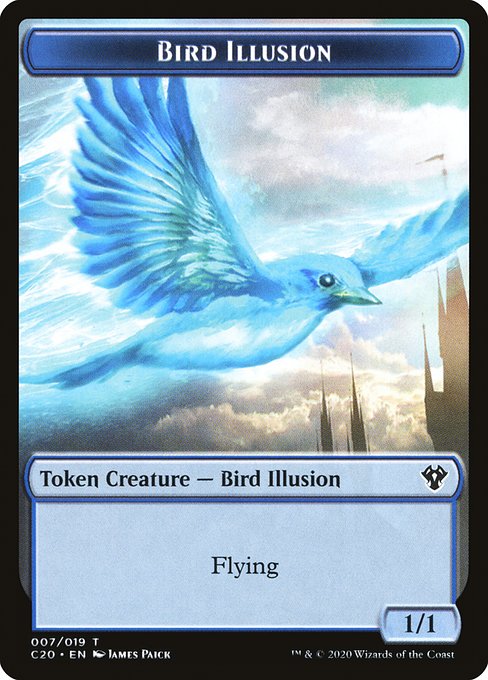 Bird Illusion
Token Creature — Bird Illusion
Flying
1/1
007/019 T
C20 • EN James Paick
™ & © 2020 Wizards of the Coast